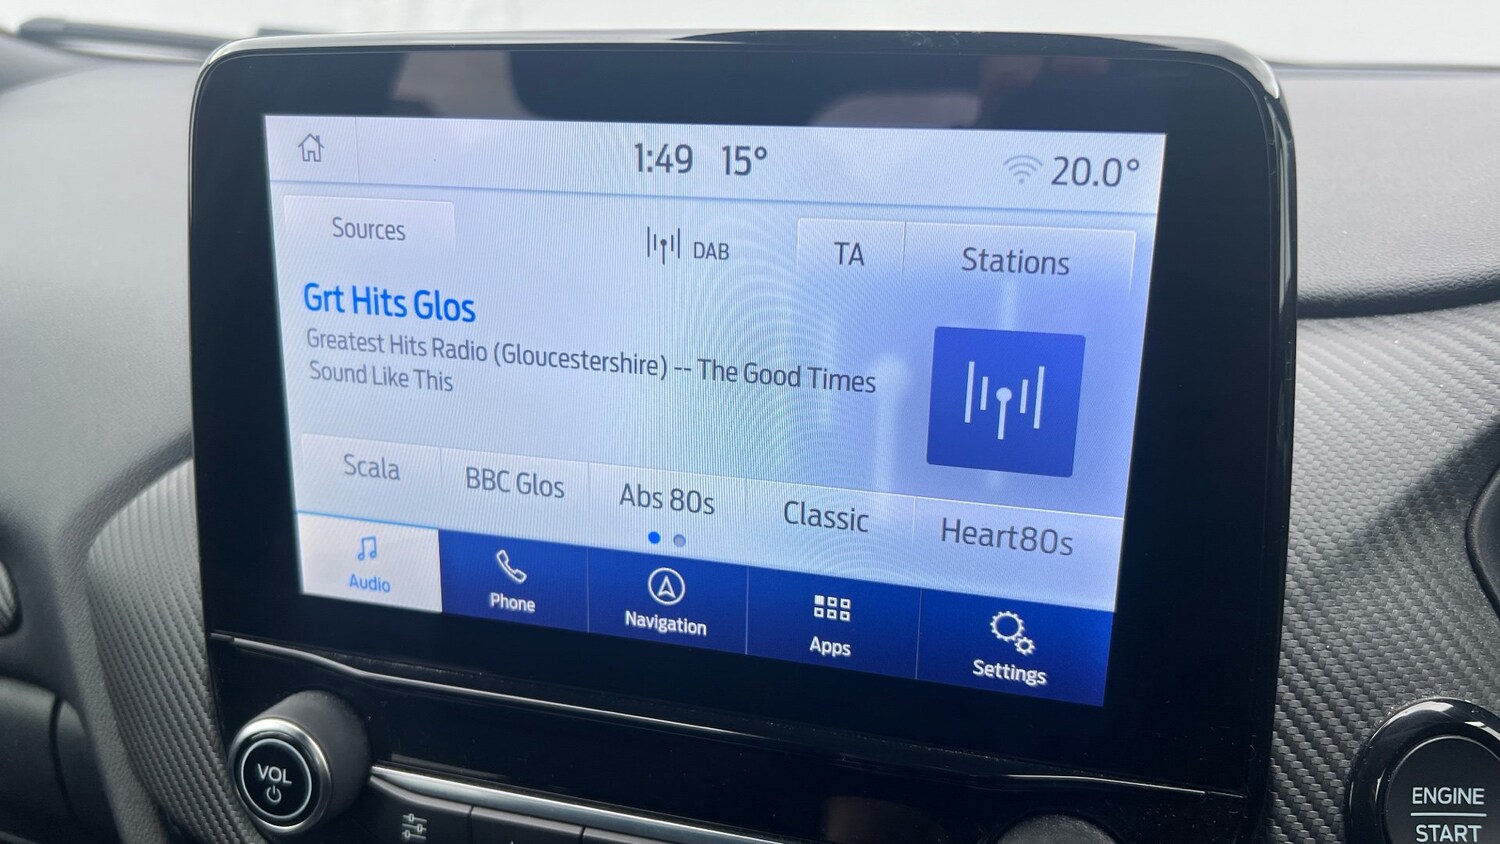 1:49 15° 20.0°
Sources DAB TA Stations
Grt Hits Glos
Greatest Hits Radio (Gloucestershire) -- The Good Times
Sound Like This
Scala BBC Glos Abs 80s Classic Heart80s
Audio Phone Navigation Apps Settings
VOL
ENGINE
START